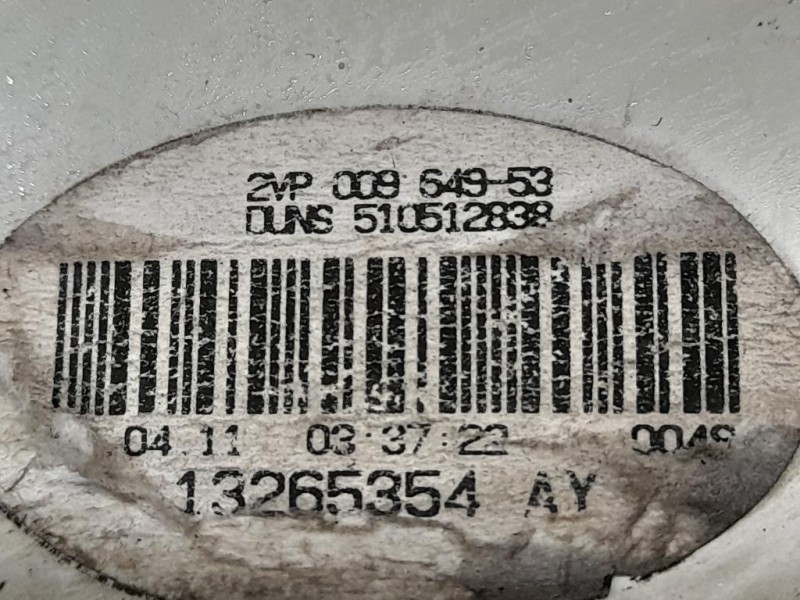 2VP 009 649-53
DUNS 510512838
04.11 03:37:22 0049
13265354 AY